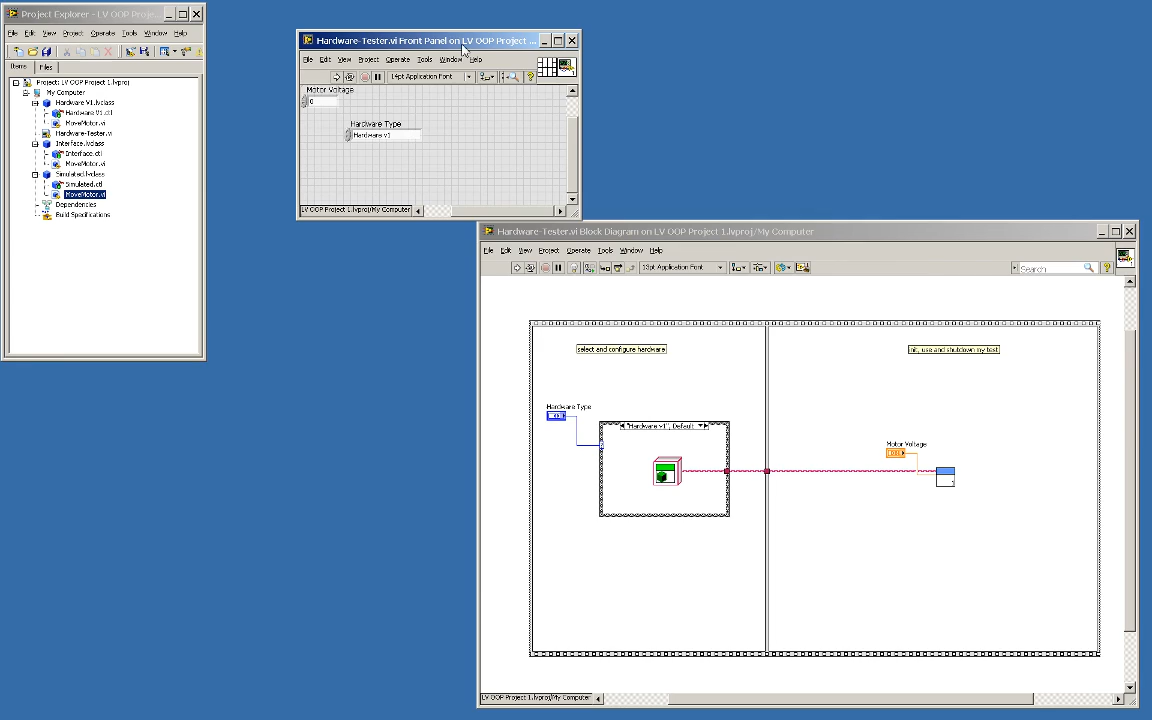 Project Explorer - LV OOP Proje...
File Edit View Project Operate Tools Window Help
Items Files
Project: LV OOP Project 1.lvproj
My Computer
Hardware V1.lvclass
Hardware V1.ctl
MoveMotor.vi
Hardware-Tester.vi
Interface.lvclass
Interface.ctl
MoveMotor.vi
Simulated.lvclass
Simulated.ctl
MoveMotor.vi
Dependencies
Build Specifications
Hardware-Tester.vi Front Panel on LV OOP Project ...
File Edit View Project Operate Tools Window Help
14pt Application Font
Motor Voltage
0
Hardware Type
Hardware v1
LV OOP Project 1.lvproj/My Computer
Hardware-Tester.vi Block Diagram on LV OOP Project 1.lvproj/My Computer
File Edit View Project Operate Tools Window Help
13pt Application Font
Search
select and configure hardware
init, use and shutdown my test
Hardware Type
"Hardware v1", Default
Motor Voltage
LV OOP Project 1.lvproj/My Computer